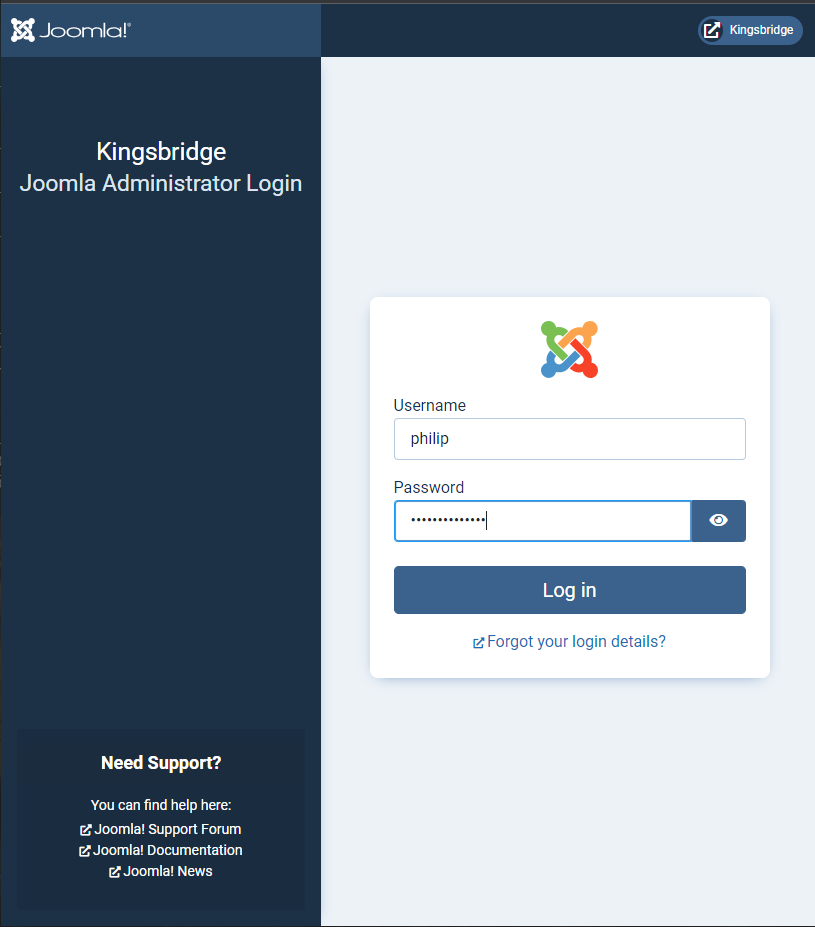 Joomla!®
Kingsbridge
Kingsbridge
Joomla Administrator Login
Username
philip
Password
••••••••••••••
Log in
Forgot your login details?
Need Support?
You can find help here:
Joomla! Support Forum
Joomla! Documentation
Joomla! News